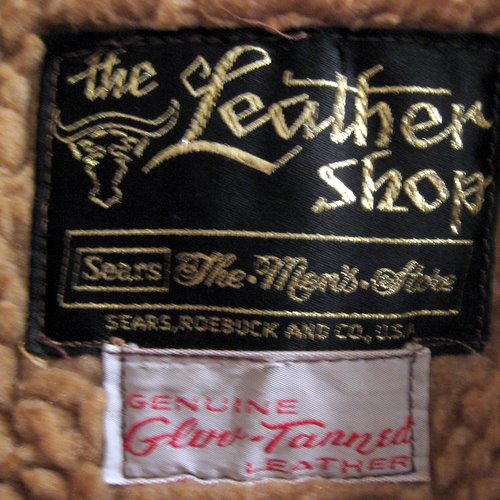 the Leather
Shop
Sears The·Men's·Store
SEARS, ROEBUCK AND CO., U.S.A
GENUINE
Glove-Tanned
LEATHER